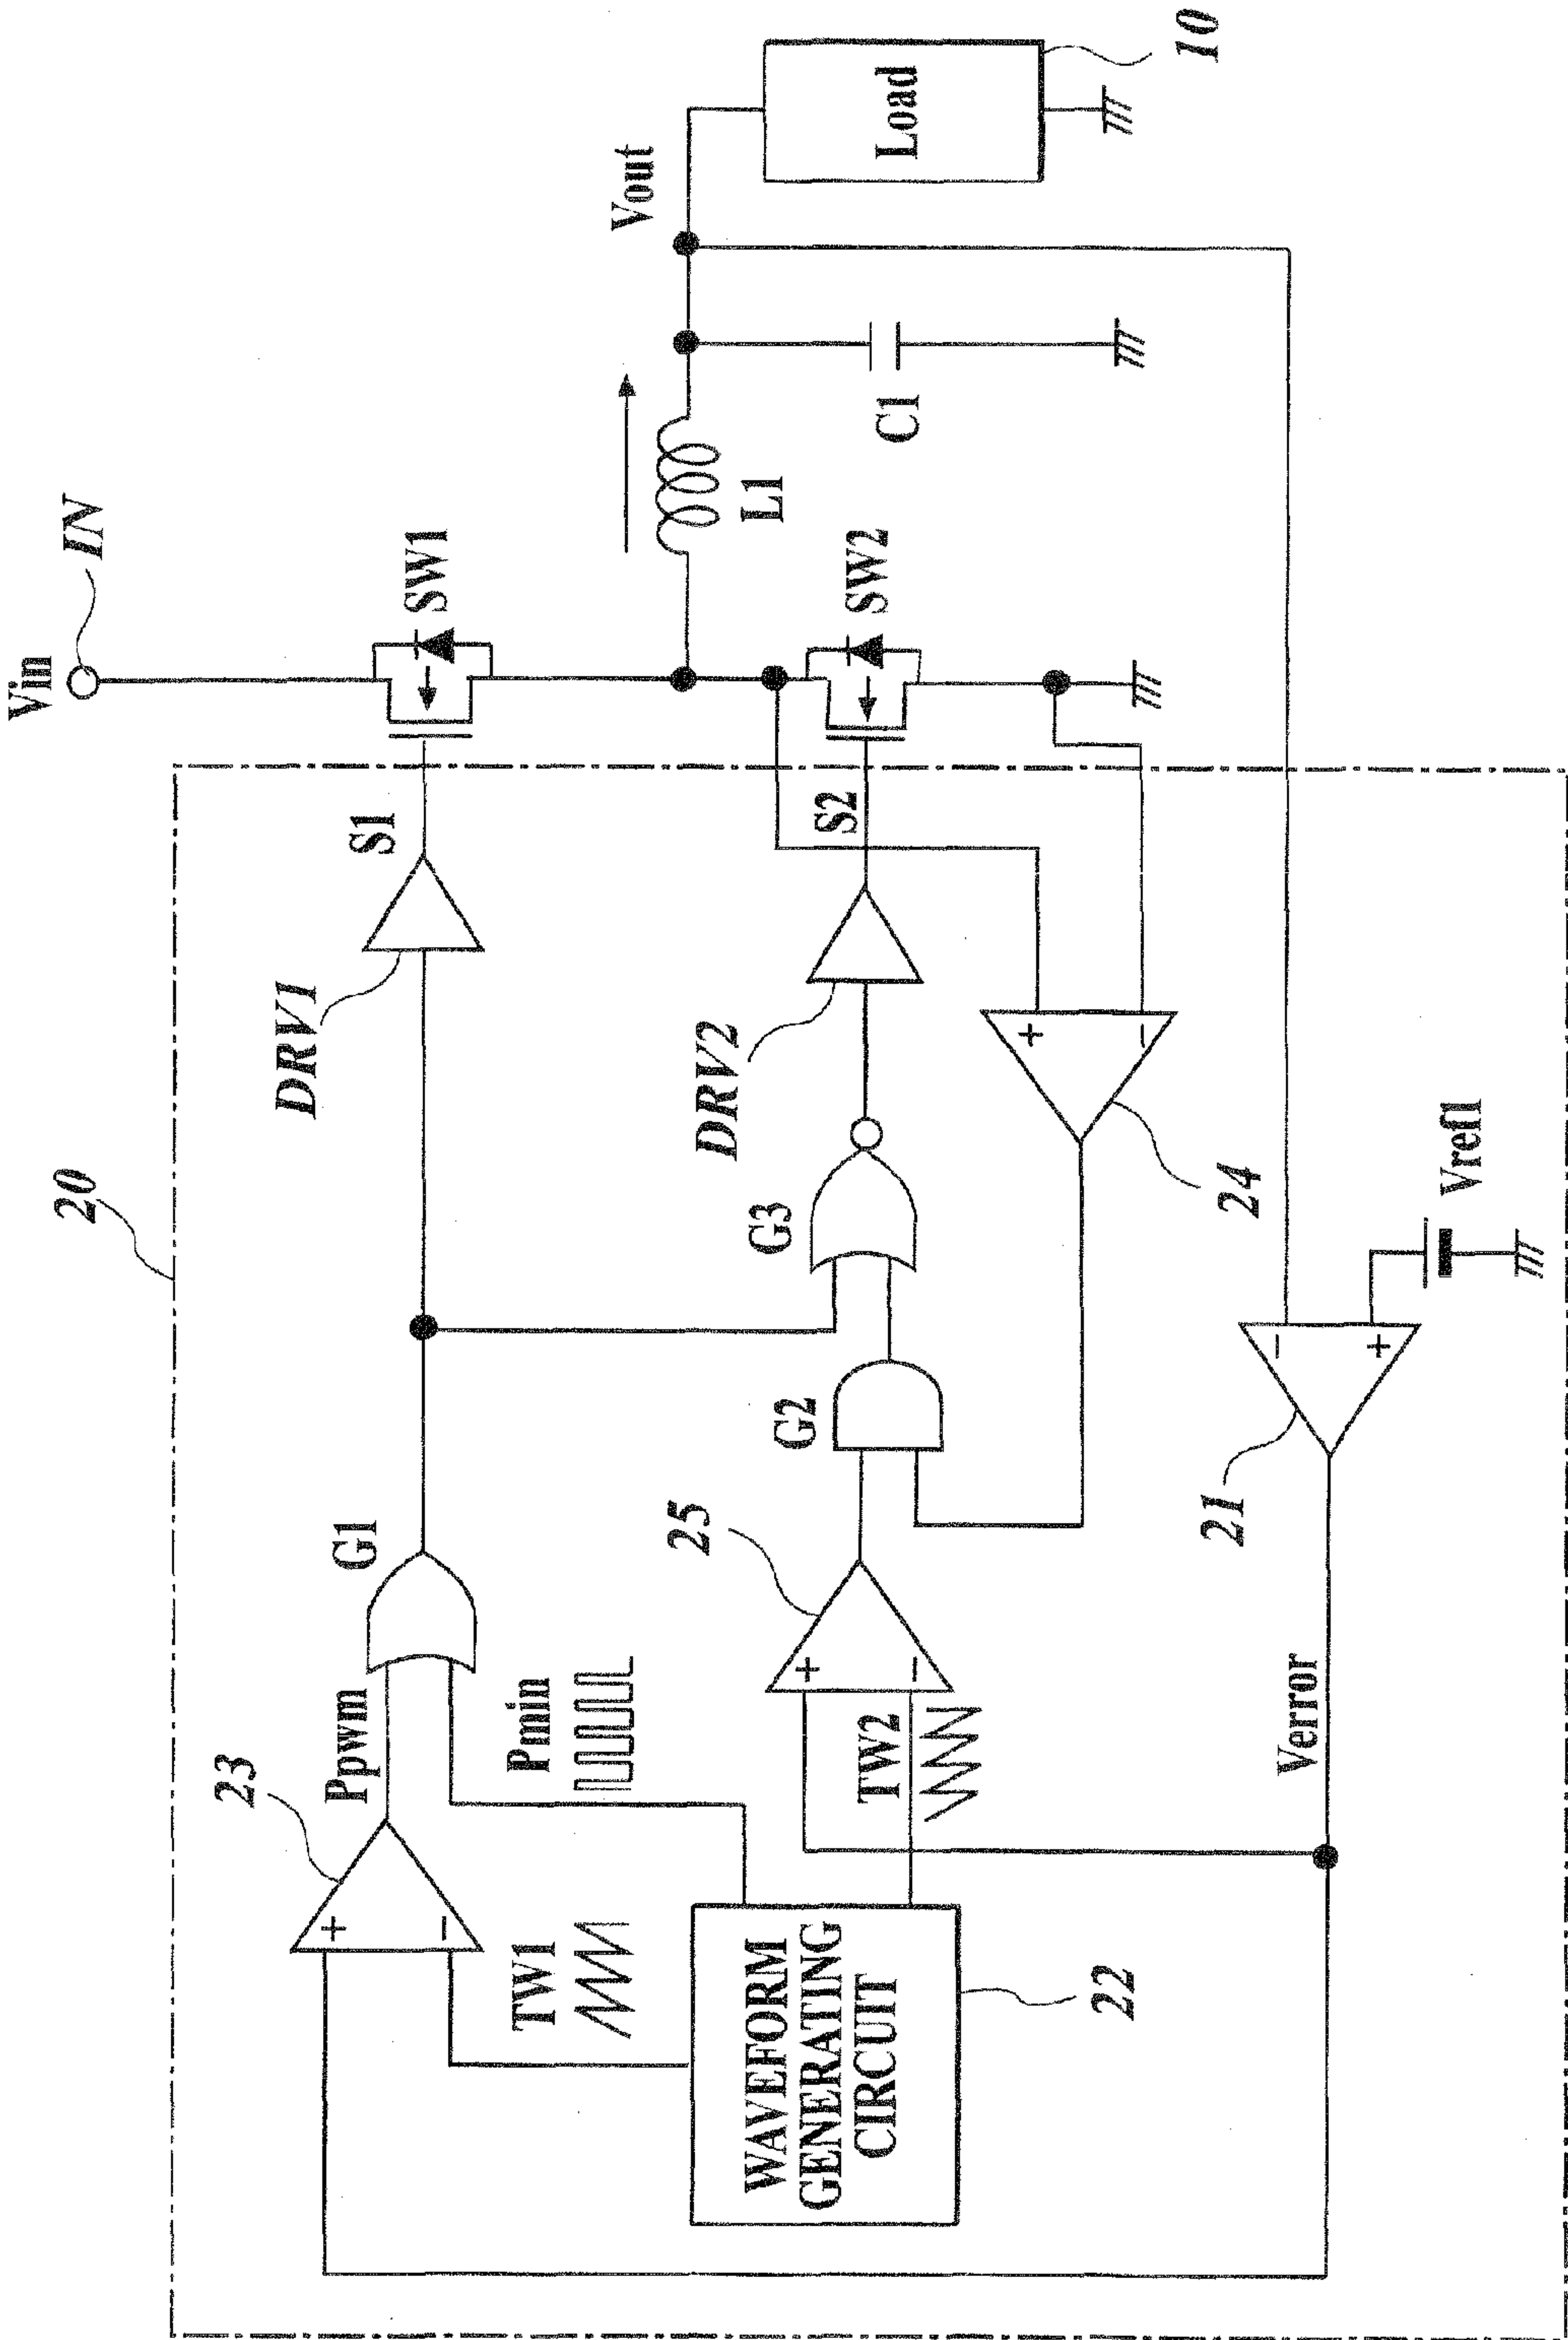 Vin
IN
20
SW1
S1
DRV1
G1
Ppwm
23
Pmin
TW1
WAVEFORM
GENERATING
CIRCUIT
22
+
−
L1
Vout
Load
10
C1
SW2
S2
DRV2
G3
G2
25
+
−
TW2
+
−
24
−
+
21
Vref1
Verror